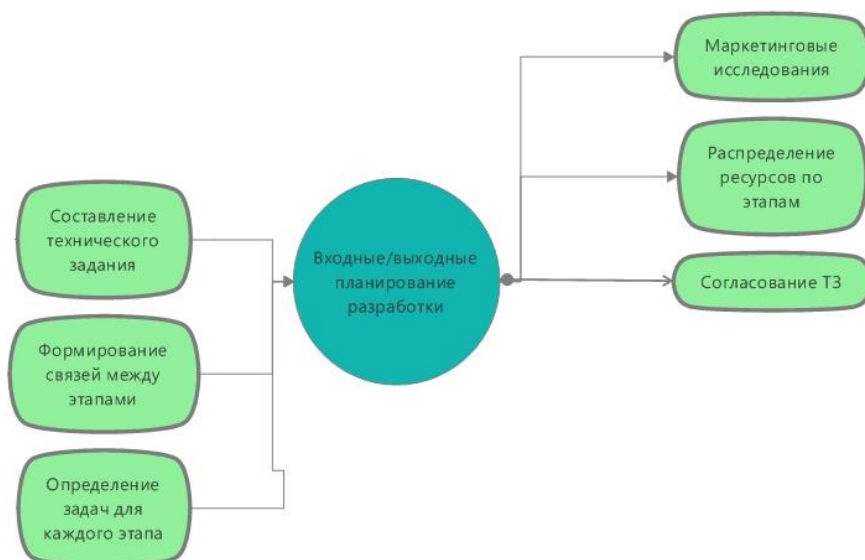 Составление
технического
задания
Формирование
связей между
этапами
Определение
задач для
каждого этапа
Входные/выходные
планирование
разработки
Маркетинговые
исследования
Распределение
ресурсов по
этапам
Согласование ТЗ